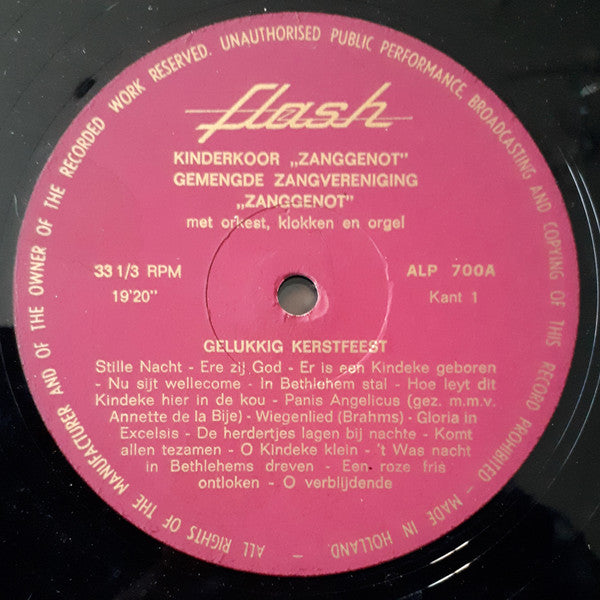 ALL RIGHTS OF THE MANUFACTURER AND OF THE OWNER OF THE RECORDED WORK RESERVED. UNAUTHORISED PUBLIC PERFORMANCE, BROADCASTING AND COPYING OF THIS RECORD PROHIBITED – MADE IN HOLLAND –
flash
KINDERKOOR „ZANGGENOT”
GEMENGDE ZANGVERENIGING
„ZANGGENOT”
met orkest, klokken en orgel
33 1/3 RPM ALP 700A
19'20” Kant 1
GELUKKIG KERSTFEEST
Stille Nacht - Ere zij God - Er is een Kindeke geboren
- Nu sijt wellecome - In Bethlehem stal - Hoe leyt dit
Kindeke hier in de kou - Panis Angelicus (gez. m.m.v.
Annette de la Bije) - Wiegenlied (Brahms) - Gloria in
Excelsis - De herdertjes lagen bij nachte - Komt
allen tezamen - O Kindeke klein - 't Was nacht
in Bethlehems dreven - Een roze fris
ontloken - O verblijdende